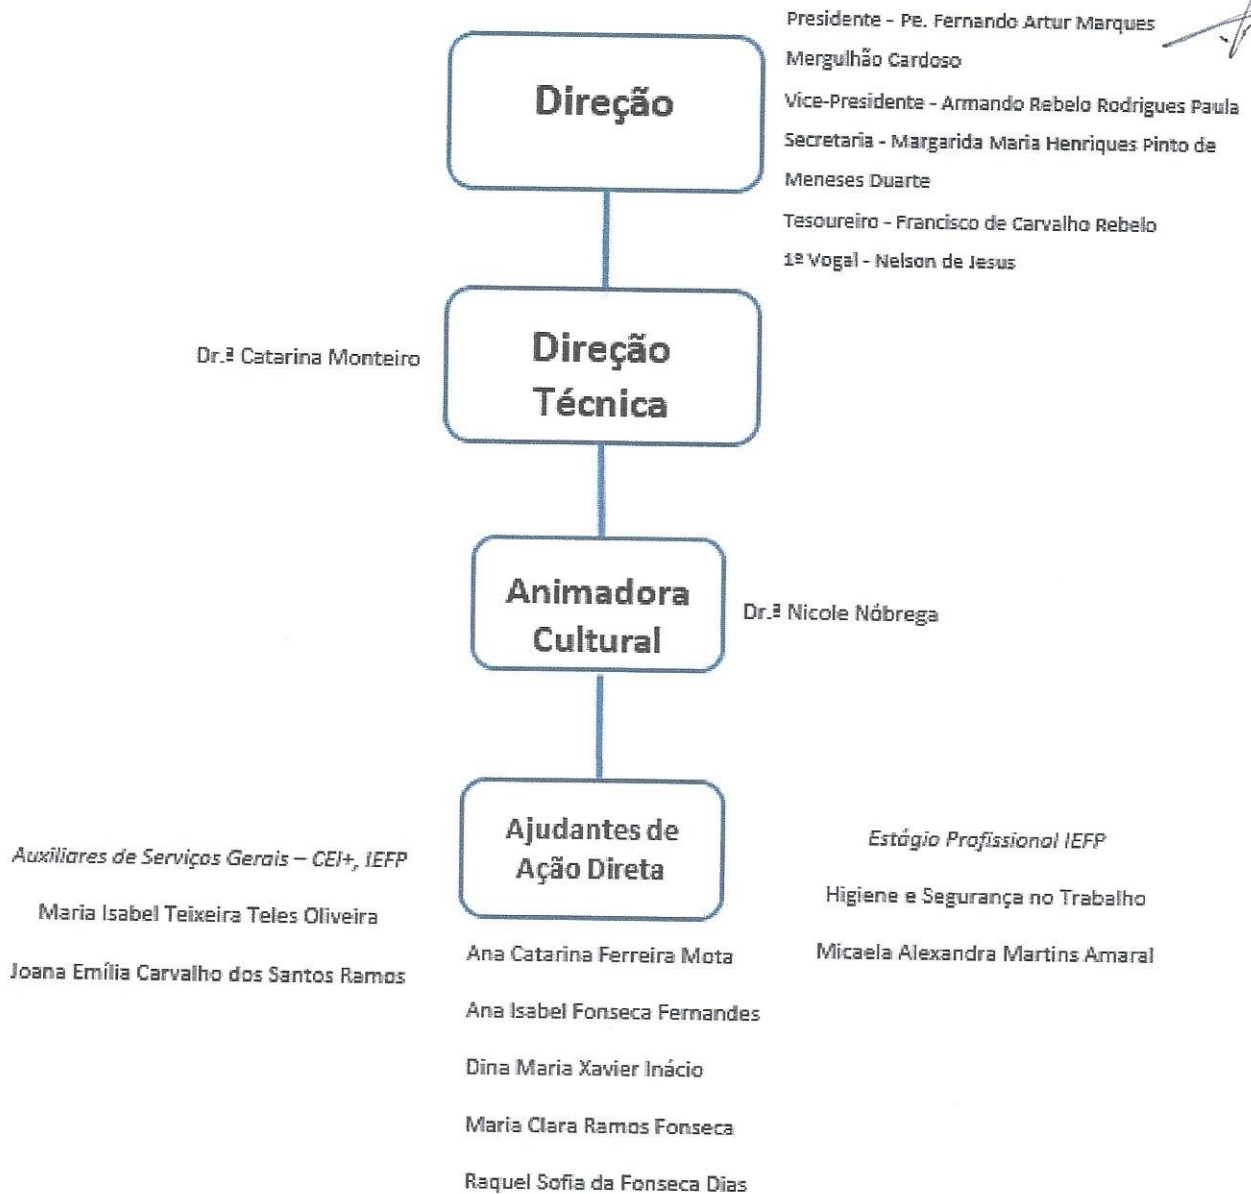 Presidente - Pe. Fernando Artur Marques
Mergulhão Cardoso
Vice-Presidente - Armando Rebelo Rodrigues Paula
Secretaria - Margarida Maria Henriques Pinto de
Meneses Duarte
Tesoureiro - Francisco de Carvalho Rebelo
1º Vogal - Nelson de Jesus
Direção
Dr.ª Catarina Monteiro
Direção
Técnica
Animadora
Cultural
Dr.ª Nicole Nóbrega
Ajudantes de
Ação Direta
Auxiliares de Serviços Gerais – CEI+, IEFP
Maria Isabel Teixeira Teles Oliveira
Joana Emília Carvalho dos Santos Ramos
Estágio Profissional IEFP
Higiene e Segurança no Trabalho
Micaela Alexandra Martins Amaral
Ana Catarina Ferreira Mota
Ana Isabel Fonseca Fernandes
Dina Maria Xavier Inácio
Maria Clara Ramos Fonseca
Raquel Sofia da Fonseca Dias